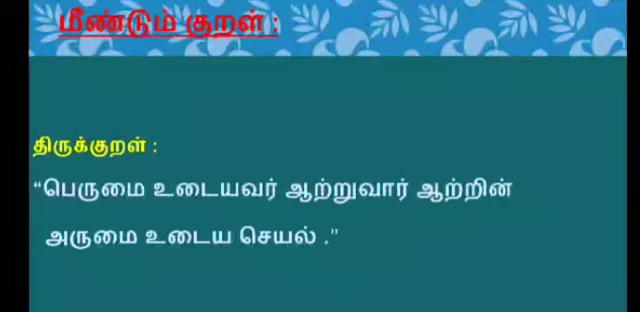 மீண்டும் குறள் :
திருக்குறள் :
“பெருமை உடையவர் ஆற்றுவார் ஆற்றின்
அருமை உடைய செயல் .”